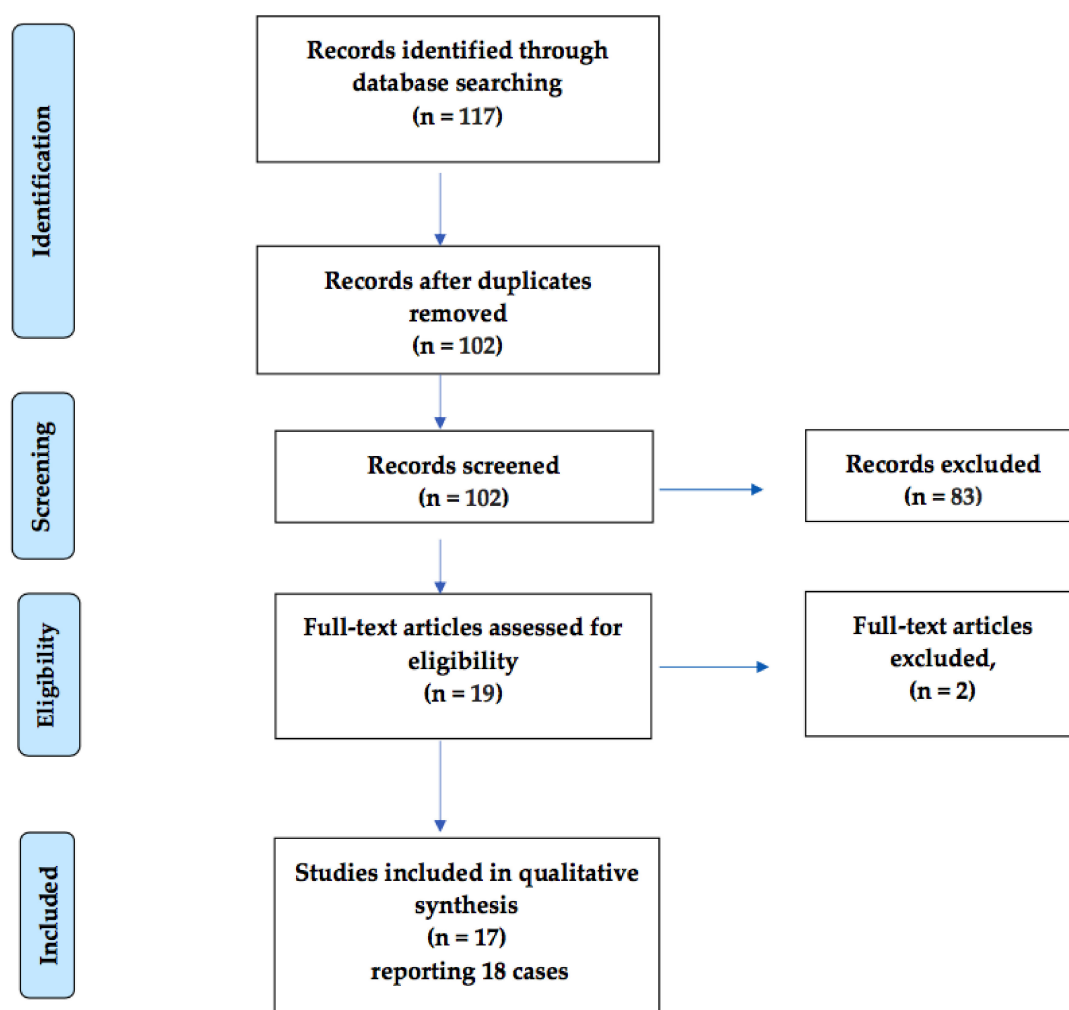 Identification
Records identified through
database searching
(n = 117)
Records after duplicates
removed
(n = 102)
Screening
Records screened
(n = 102)
Records excluded
(n = 83)
Eligibility
Full-text articles assessed for
eligibility
(n = 19)
Full-text articles
excluded,
(n = 2)
Included
Studies included in qualitative
synthesis
(n = 17)
reporting 18 cases